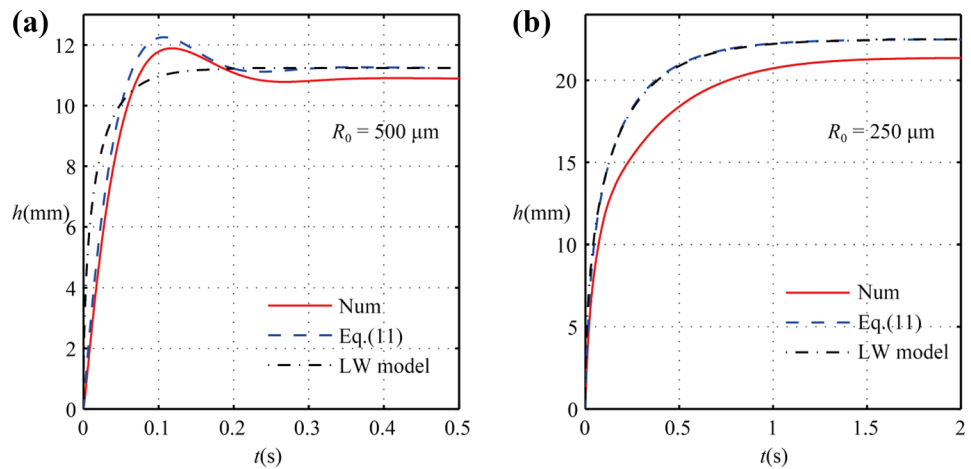 (a)
12
10
8
6
4
2
0
h(mm)
R0 = 500 μm
Num
Eq.(11)
LW model
0
0.1
0.2
0.3
0.4
0.5
t(s)
(b)
20
15
10
5
0
h(mm)
R0 = 250 μm
Num
Eq.(11)
LW model
0
0.5
1
1.5
2
t(s)